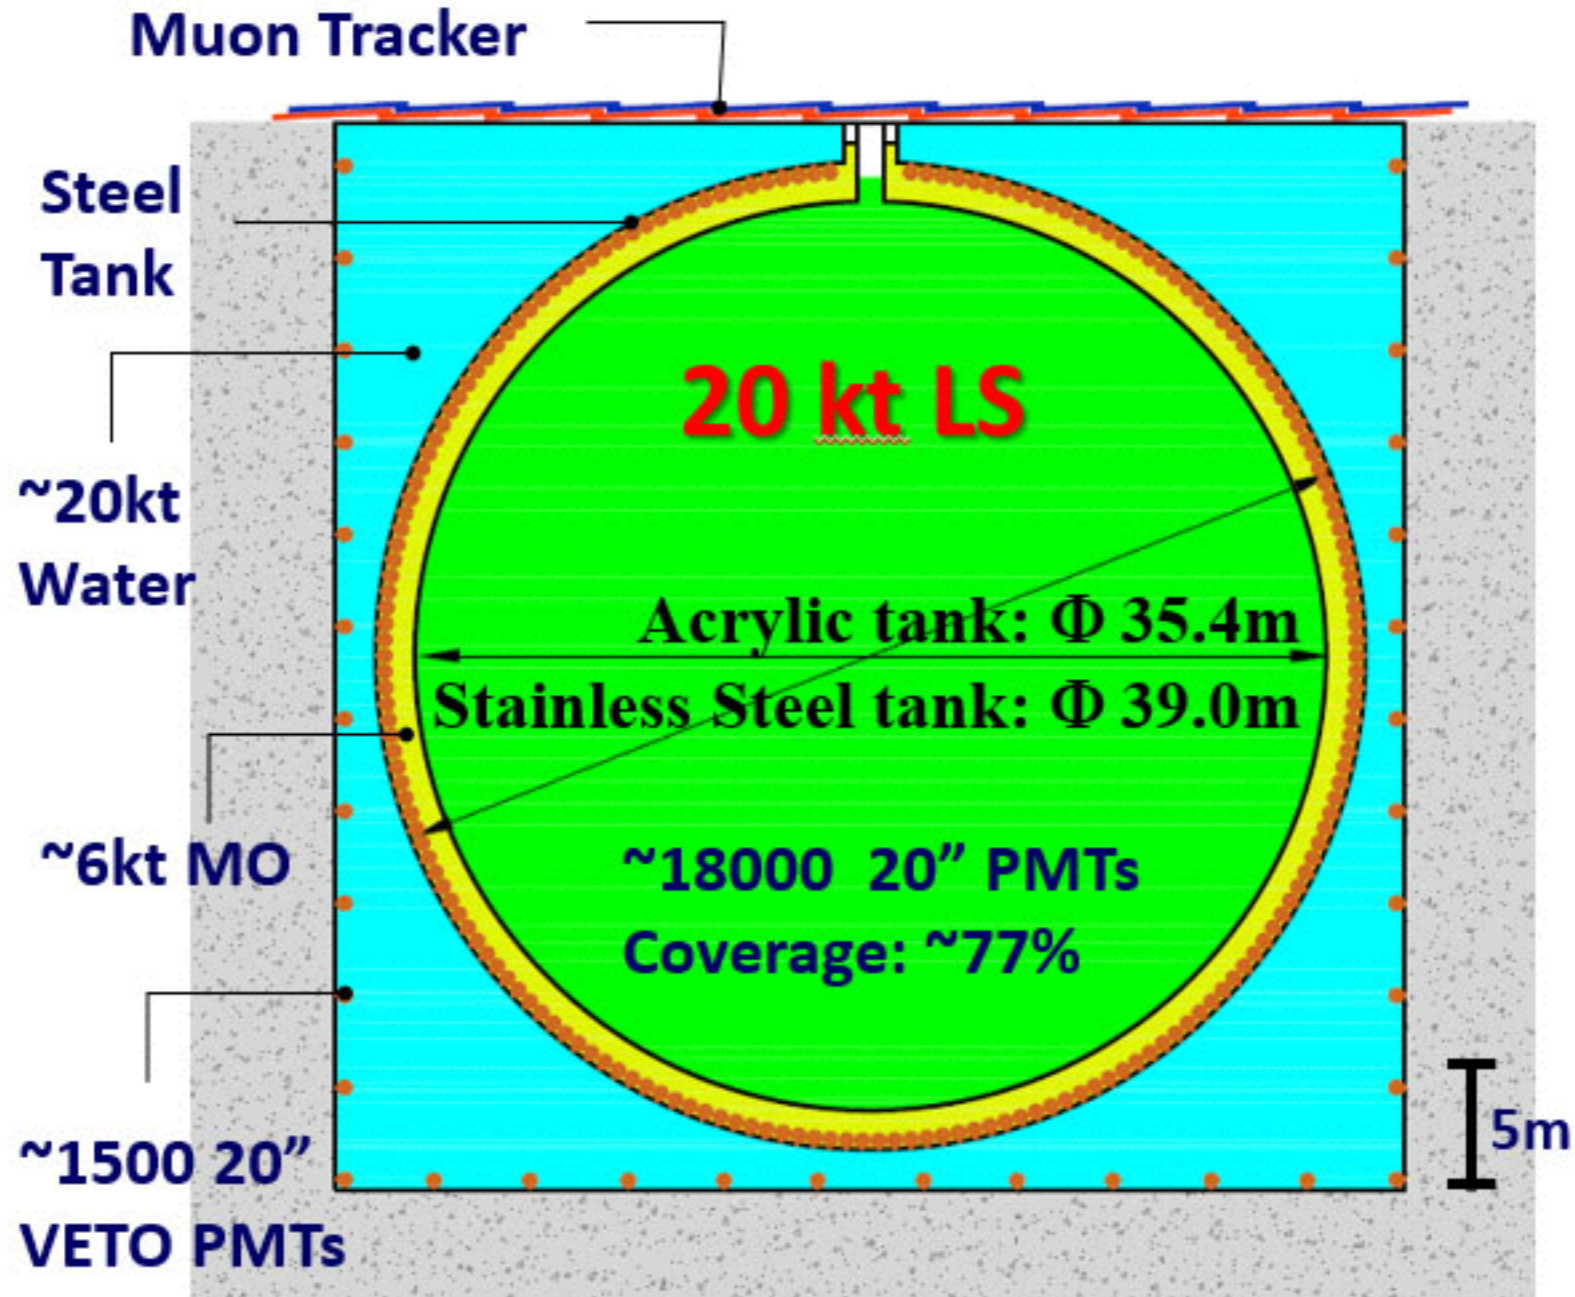 Muon Tracker
Steel
Tank
20 kt LS
~20kt
Water
Acrylic tank: Φ 35.4m
Stainless Steel tank: Φ 39.0m
~6kt MO
~18000  20” PMTs
Coverage: ~77%
5m
~1500 20”
VETO PMTs